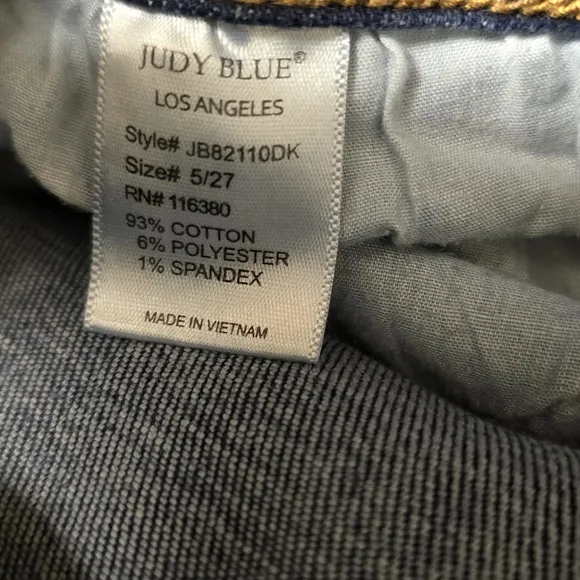 JUDY BLUE®
LOS ANGELES
Style# JB82110DK
Size# 5/27
RN# 116380
93% COTTON
6% POLYESTER
1% SPANDEX
MADE IN VIETNAM